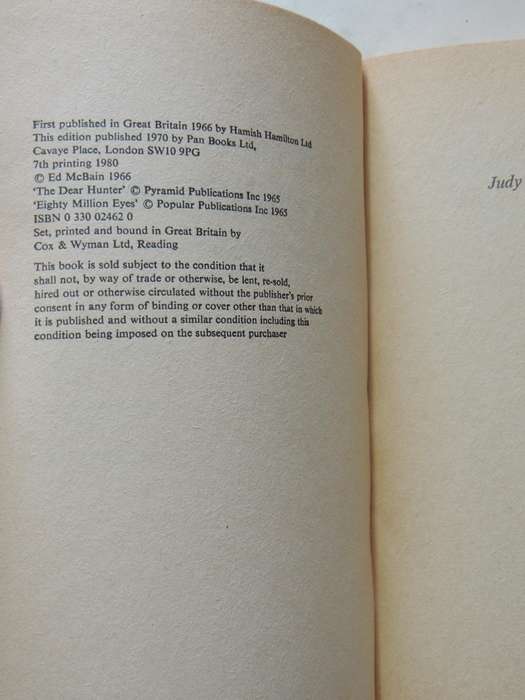 First published in Great Britain 1966 by Hamish Hamilton Ltd
This edition published 1970 by Pan Books Ltd,
Cavaye Place, London SW10 9PG
7th printing 1980
© Ed McBain 1966
'The Dear Hunter' © Pyramid Publications Inc 1965
'Eighty Million Eyes' © Popular Publications Inc 1965
ISBN 0 330 02462 0
Set, printed and bound in Great Britain by
Cox & Wyman Ltd, Reading
This book is sold subject to the condition that it
shall not, by way of trade or otherwise, be lent, re-sold,
hired out or otherwise circulated without the publisher's prior
consent in any form of binding or cover other than that in which
it is published and without a similar condition including this
condition being imposed on the subsequent purchaser
Judy